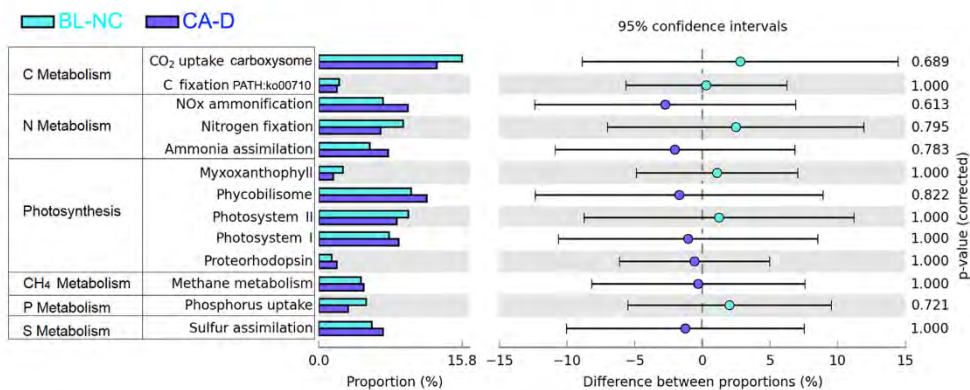 BL-NC CA-D
95% confidence intervals
C Metabolism
CO₂ uptake carboxysome 0.689
C fixation PATH:ko00710 1.000
N Metabolism
NOx ammonification 0.613
Nitrogen fixation 0.795
Ammonia assimilation 0.783
Photosynthesis
Myxoxanthophyll 1.000
Phycobilisome 0.822
Photosystem II 1.000
Photosystem I 1.000
Proteorhodopsin 1.000
CH₄ Metabolism Methane metabolism 1.000
P Metabolism Phosphorus uptake 0.721
S Metabolism Sulfur assimilation 1.000
p-value (corrected)
0.0 15.8 −15 −10 −5 0 5 10 15
Proportion (%) Difference between proportions (%)